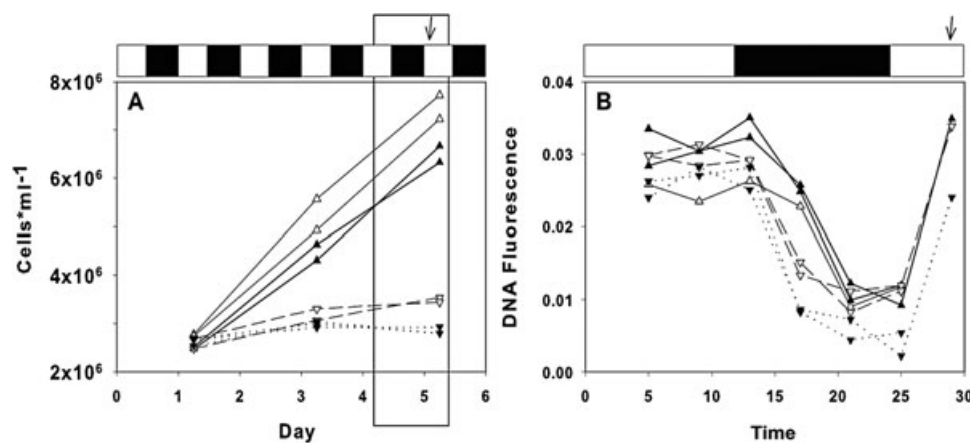 A
B
8x10⁶
6x10⁶
4x10⁶
2x10⁶
Cells*ml-1
0 1 2 3 4 5 6
Day
0.04
0.03
0.02
0.01
0.00
DNA Fluorescence
0 5 10 15 20 25 30
Time